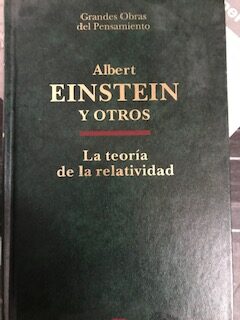 Grandes Obras
del Pensamiento
Albert
EINSTEIN
Y OTROS
La teoría
de la relatividad